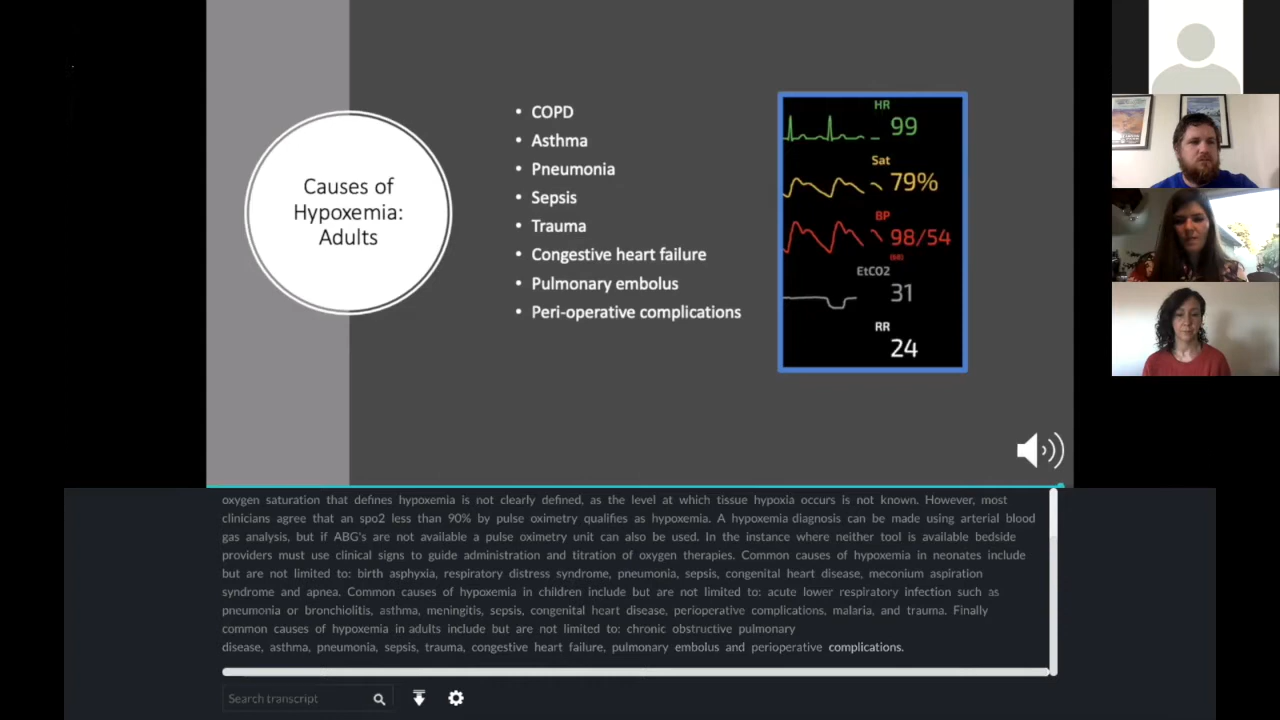 Causes of
Hypoxemia:
Adults
• COPD
• Asthma
• Pneumonia
• Sepsis
• Trauma
• Congestive heart failure
• Pulmonary embolus
• Peri-operative complications
HR
99
Sat
79%
BP
98/54
EtCO2
31
RR
24
oxygen saturation that defines hypoxemia is not clearly defined, as the level at which tissue hypoxia occurs is not known. However, most
clinicians agree that an spo2 less than 90% by pulse oximetry qualifies as hypoxemia. A hypoxemia diagnosis can be made using arterial blood
gas analysis, but if ABG's are not available a pulse oximetry unit can also be used. In the instance where neither tool is available bedside
providers must use clinical signs to guide administration and titration of oxygen therapies. Common causes of hypoxemia in neonates include
but are not limited to: birth asphyxia, respiratory distress syndrome, pneumonia, sepsis, congenital heart disease, meconium aspiration
syndrome and apnea. Common causes of hypoxemia in children include but are not limited to: acute lower respiratory infection such as
pneumonia or bronchiolitis, asthma, meningitis, sepsis, congenital heart disease, perioperative complications, malaria, and trauma. Finally
common causes of hypoxemia in adults include but are not limited to: chronic obstructive pulmonary
disease, asthma, pneumonia, sepsis, trauma, congestive heart failure, pulmonary embolus and perioperative complications.
Search transcript